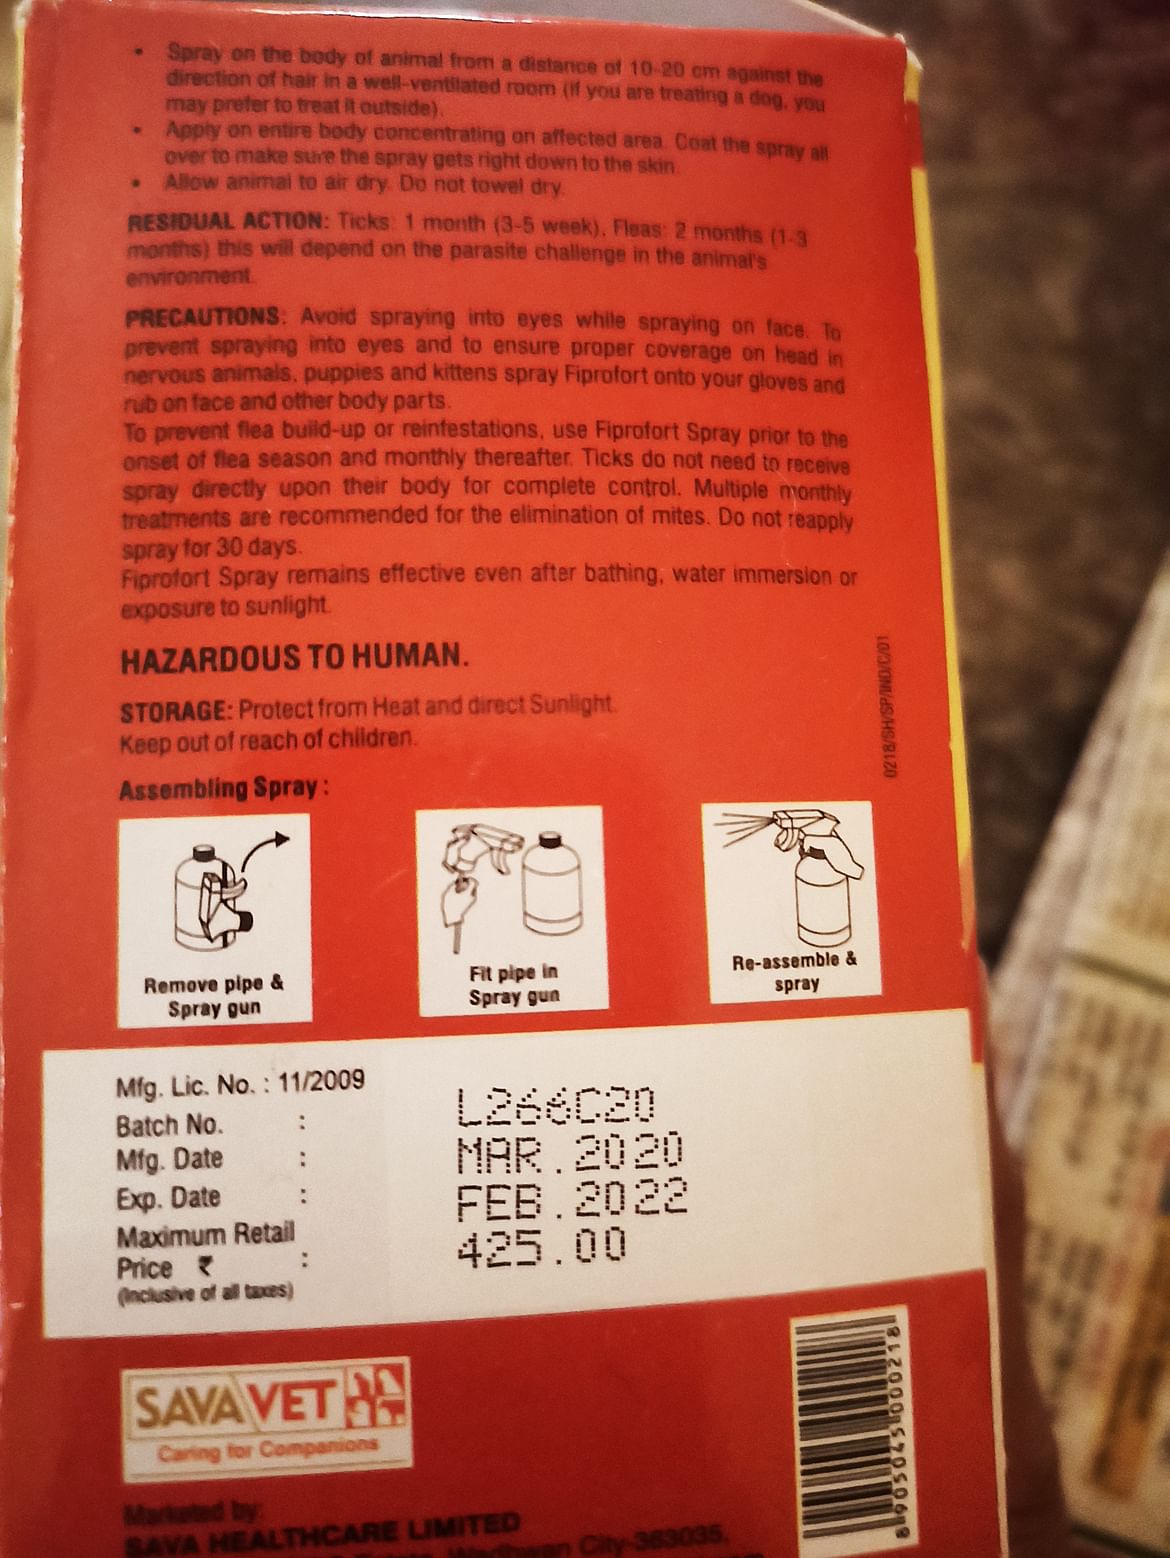 • Spray on the body of animal from a distance of 10-20 cm against the
direction of hair in a well-ventilated room (if you are treating a dog, you
may prefer to treat it outside).
• Apply on entire body concentrating on affected area. Coat the spray all
over to make sure the spray gets right down to the skin.
• Allow animal to air dry. Do not towel dry.
RESIDUAL ACTION: Ticks: 1 month (3-5 week), Fleas: 2 months (1-3
months) this will depend on the parasite challenge in the animal's
environment.
PRECAUTIONS: Avoid spraying into eyes while spraying on face. To
prevent spraying into eyes and to ensure proper coverage on head in
nervous animals, puppies and kittens spray Fiprofort onto your gloves and
rub on face and other body parts.
To prevent flea build-up or reinfestations, use Fiprofort Spray prior to the
onset of flea season and monthly thereafter. Ticks do not need to receive
spray directly upon their body for complete control. Multiple monthly
treatments are recommended for the elimination of mites. Do not reapply
spray for 30 days.
Fiprofort Spray remains effective even after bathing, water immersion or
exposure to sunlight.
HAZARDOUS TO HUMAN.
STORAGE: Protect from Heat and direct Sunlight.
Keep out of reach of children.
0218/SH/SP/IND/C/01
Assembling Spray :
Remove pipe &
Spray gun
Fit pipe in
Spray gun
Re-assemble &
spray
Mfg. Lic. No. : 11/2009
Batch No. : L266C20
Mfg. Date : MAR.2020
Exp. Date : FEB.2022
Maximum Retail
Price ₹ : 425.00
(Inclusive of all taxes)
SAVAVET
Caring for Companions
8 905045 000218
Marketed by:
SAVA HEALTHCARE LIMITED
Wadhwan City-363035,